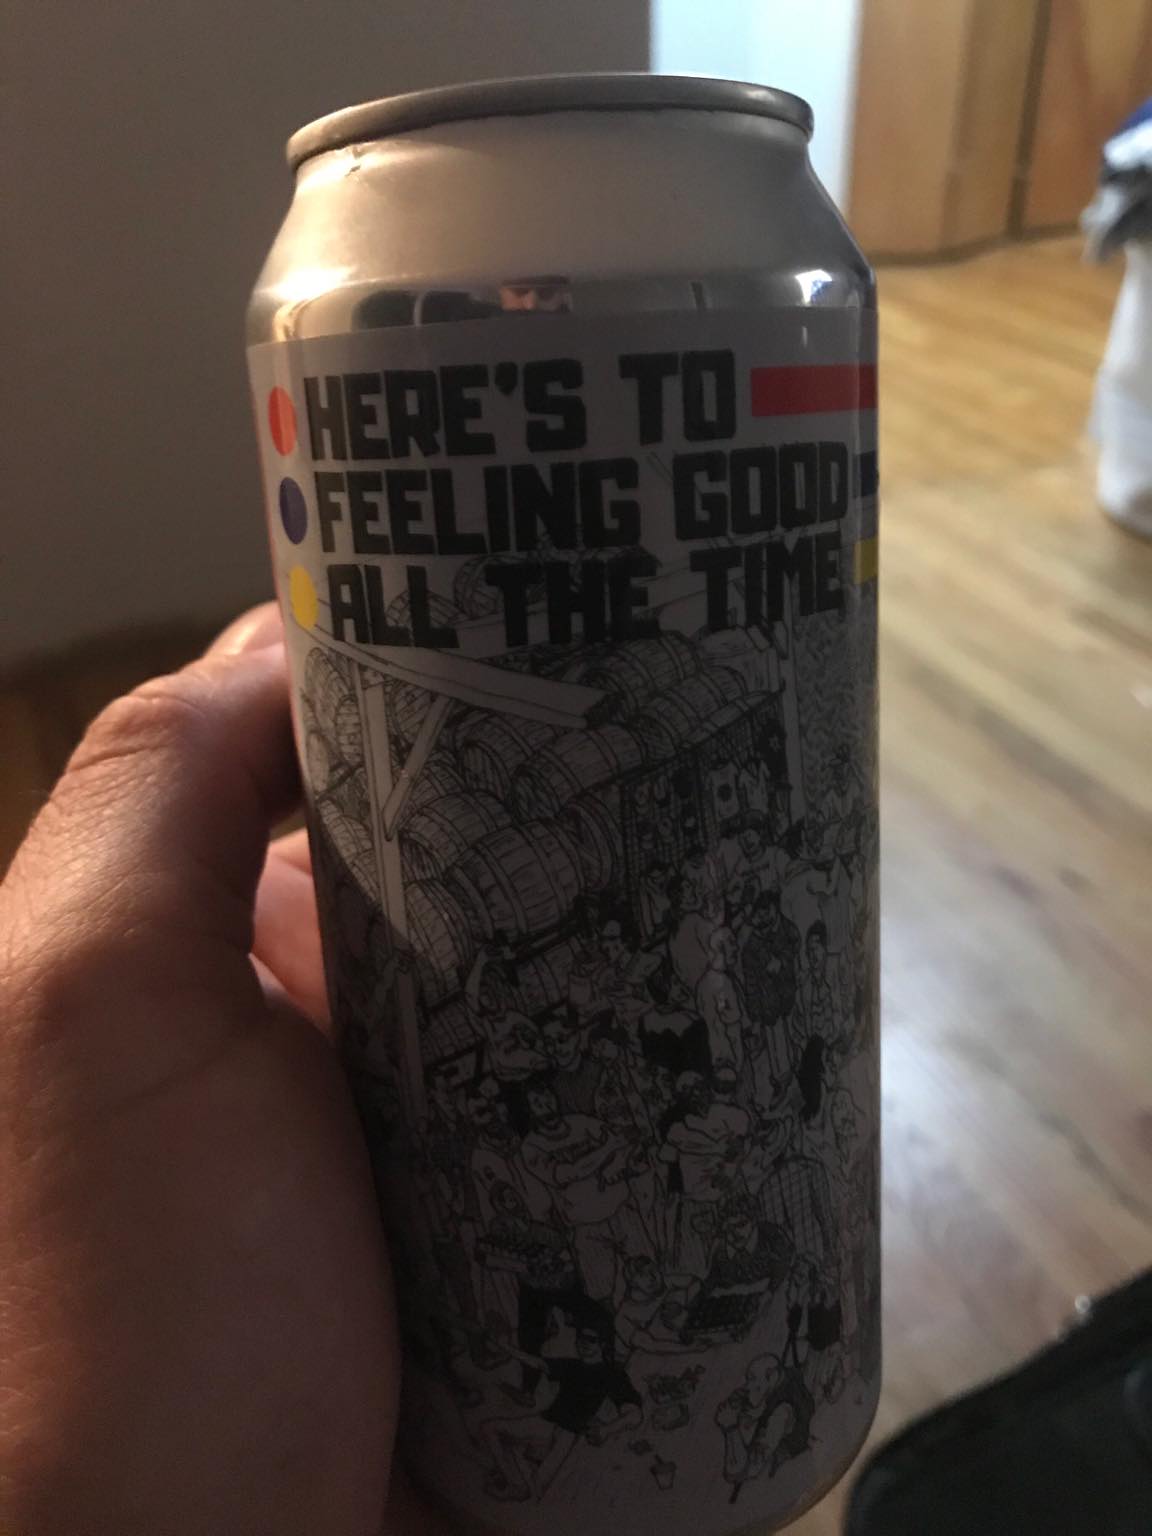 HERE'S TO
FEELING GOOD
ALL THE TIME